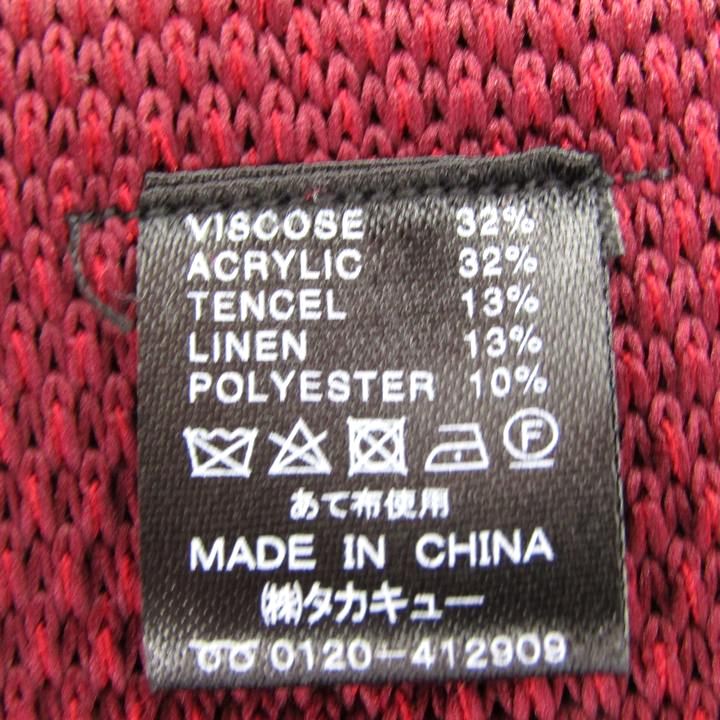 VISCOSE 32%
ACRYLIC 32%
TENCEL 13%
LINEN 13%
POLYESTER 10%
F
あて布使用
MADE IN CHINA
㈱タカキュー
0120-412909